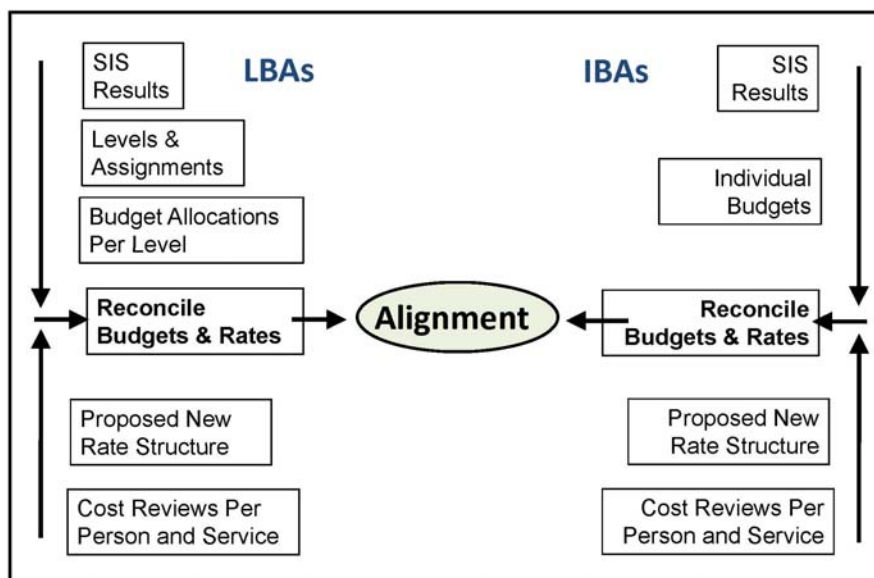 LBAs
SIS
Results
Levels &
Assignments
Budget Allocations
Per Level
Reconcile
Budgets & Rates
Proposed New
Rate Structure
Cost Reviews Per
Person and Service
Alignment
IBAs
SIS
Results
Individual
Budgets
Reconcile
Budgets & Rates
Proposed New
Rate Structure
Cost Reviews Per
Person and Service